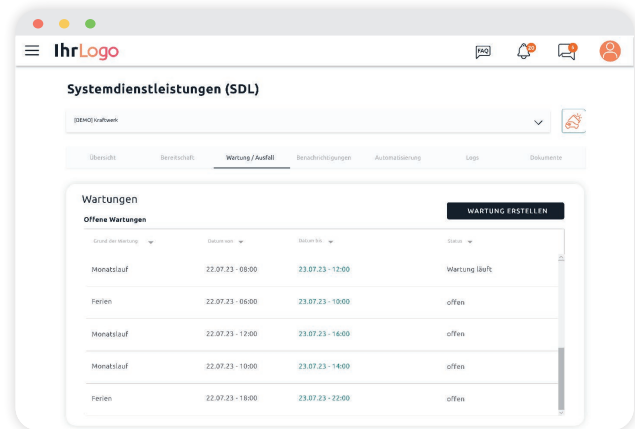 IhrLogo
FAQ
Systemdienstleistungen (SDL)
[DEMO] Kraftwerk
Übersicht Bereitschaft Wartung / Ausfall Benachrichtigungen Automatisierung Logs Dokumente
Wartungen
WARTUNG ERSTELLEN
Offene Wartungen
Grund der Wartung Datum von Datum bis Status
Monatslauf 22.07.23 - 08:00 23.07.23 - 12:00 Wartung läuft
Ferien 22.07.23 - 06:00 23.07.23 - 10:00 offen
Monatslauf 22.07.23 - 12:00 23.07.23 - 16:00 offen
Monatslauf 22.07.23 - 10:00 23.07.23 - 14:00 offen
Ferien 22.07.23 - 18:00 23.07.23 - 22:00 offen